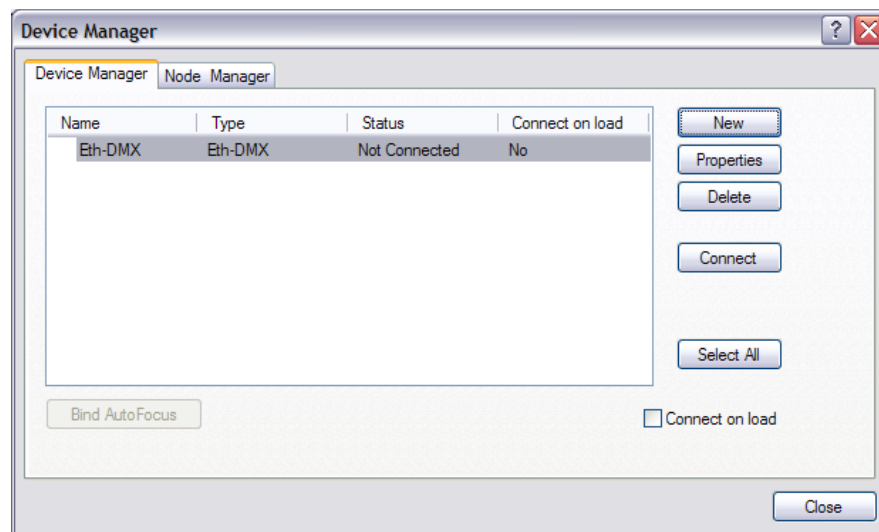 Device Manager
Device Manager Node Manager
Name Type Status Connect on load
Eth-DMX Eth-DMX Not Connected No
New
Properties
Delete
Connect
Select All
Bind AutoFocus
Connect on load
Close